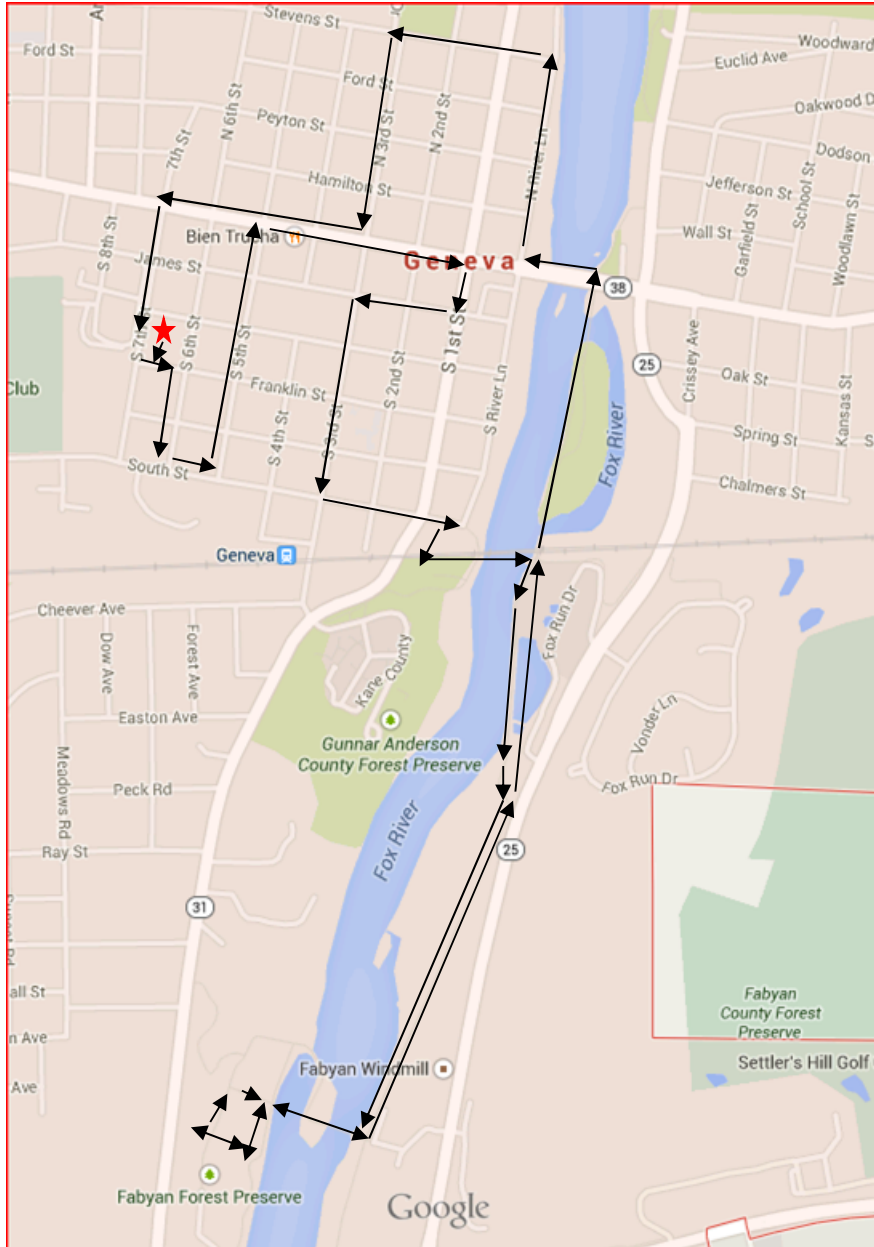 Stevens St
Woodward
Ford St
Euclid Ave
Ford St
Oakwood D
N 6th St
Peyton St
N 3rd St
N 2nd St
7th St
Dodson
Hamilton St
N River Ln
Jefferson St
School St
S 8th St
Bien Trucha
Wall St
Garfield St
Woodlawn St
James St
Geneva
38
S 7th St
S 6th St
S 5th St
S 1st St
Crissey Ave
25
Club
Franklin St
S 2nd St
S River Ln
Oak St
Kansas St
S 4th St
S 3rd St
Fox River
Spring St
S
South St
Chalmers St
Geneva
Cheever Ave
Dow Ave
Forest Ave
Fox Run Dr
Kane County
Easton Ave
Vonder Ln
Gunnar Anderson
County Forest Preserve
Meadows Rd
Peck Rd
Fox Run Dr
Fox River
Ray St
25
31
all St
Fabyan
County Forest
Preserve
n Ave
Fabyan Windmill
Settler's Hill Golf
Ave
Fabyan Forest Preserve
Google